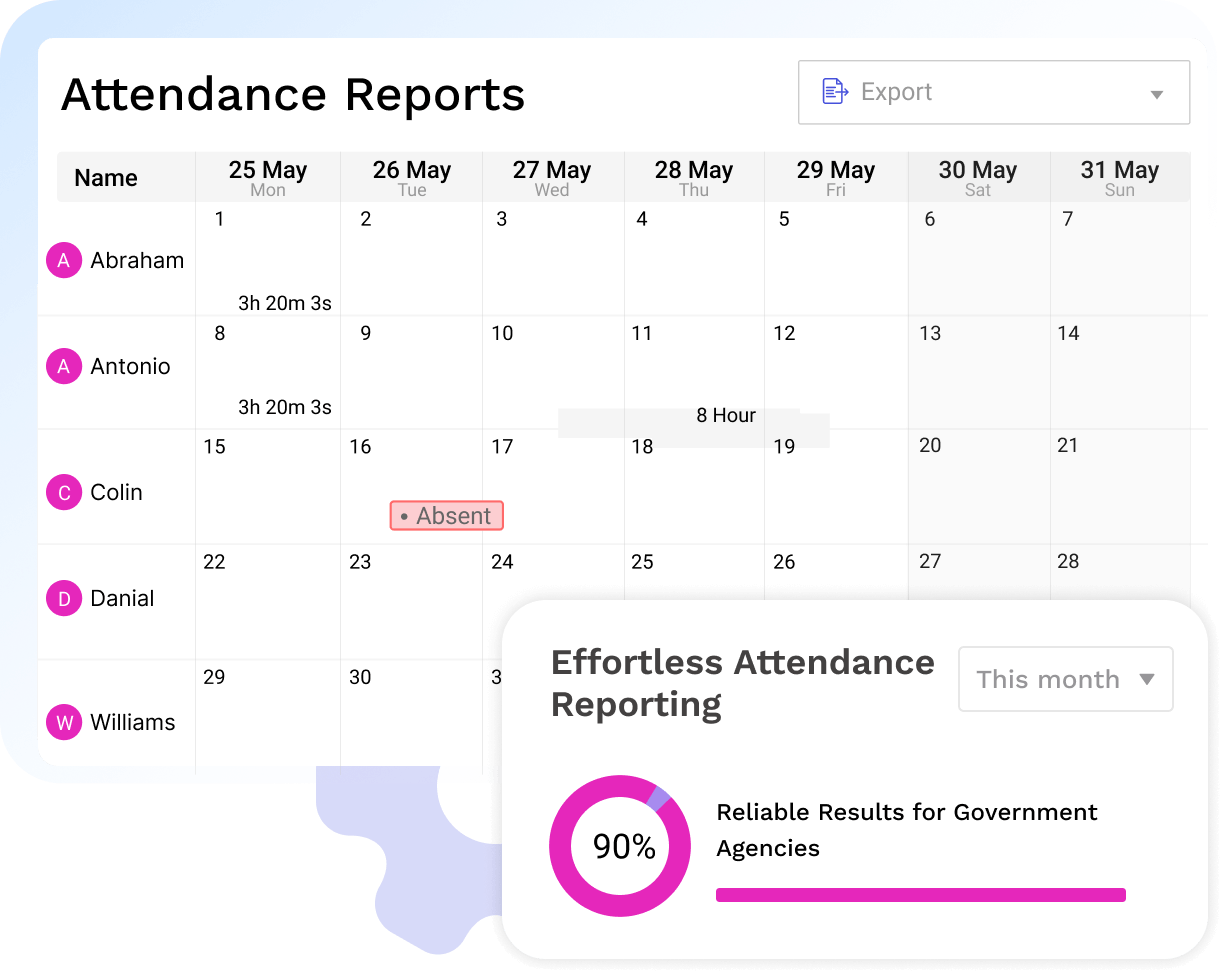 Attendance Reports
Export
Name
25 May
26 May
27 May
28 May
29 May
30 May
31 May
Mon
Tue
Wed
Thu
Fri
Sat
Sun
1
2
3
4
5
6
7
A
Abraham
3h 20m 3s
8
9
10
11
12
13
14
A
Antonio
3h 20m 3s
8 Hour
15
16
17
18
19
20
21
C
Colin
• Absent
22
23
24
25
26
27
28
D
Danial
29
30
3
W
Williams
Effortless Attendance
Reporting
This month
90%
Reliable Results for Government
Agencies